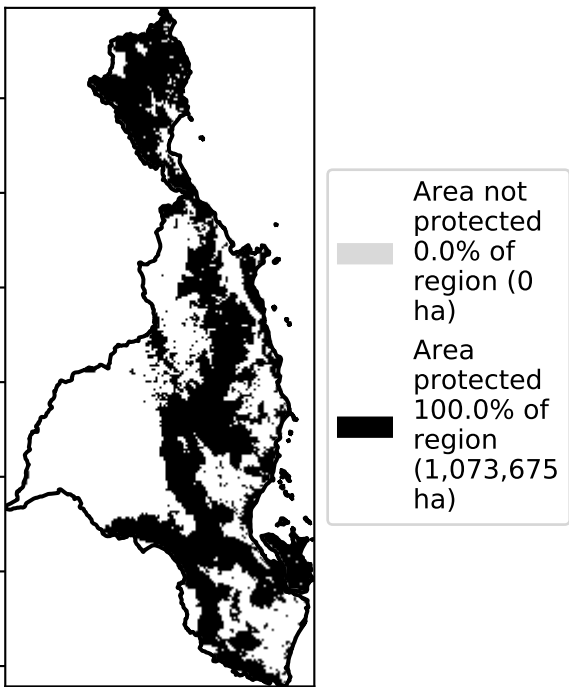 Area not
protected
0.0% of
region (0
ha)
Area
protected
100.0% of
region
(1,073,675
ha)